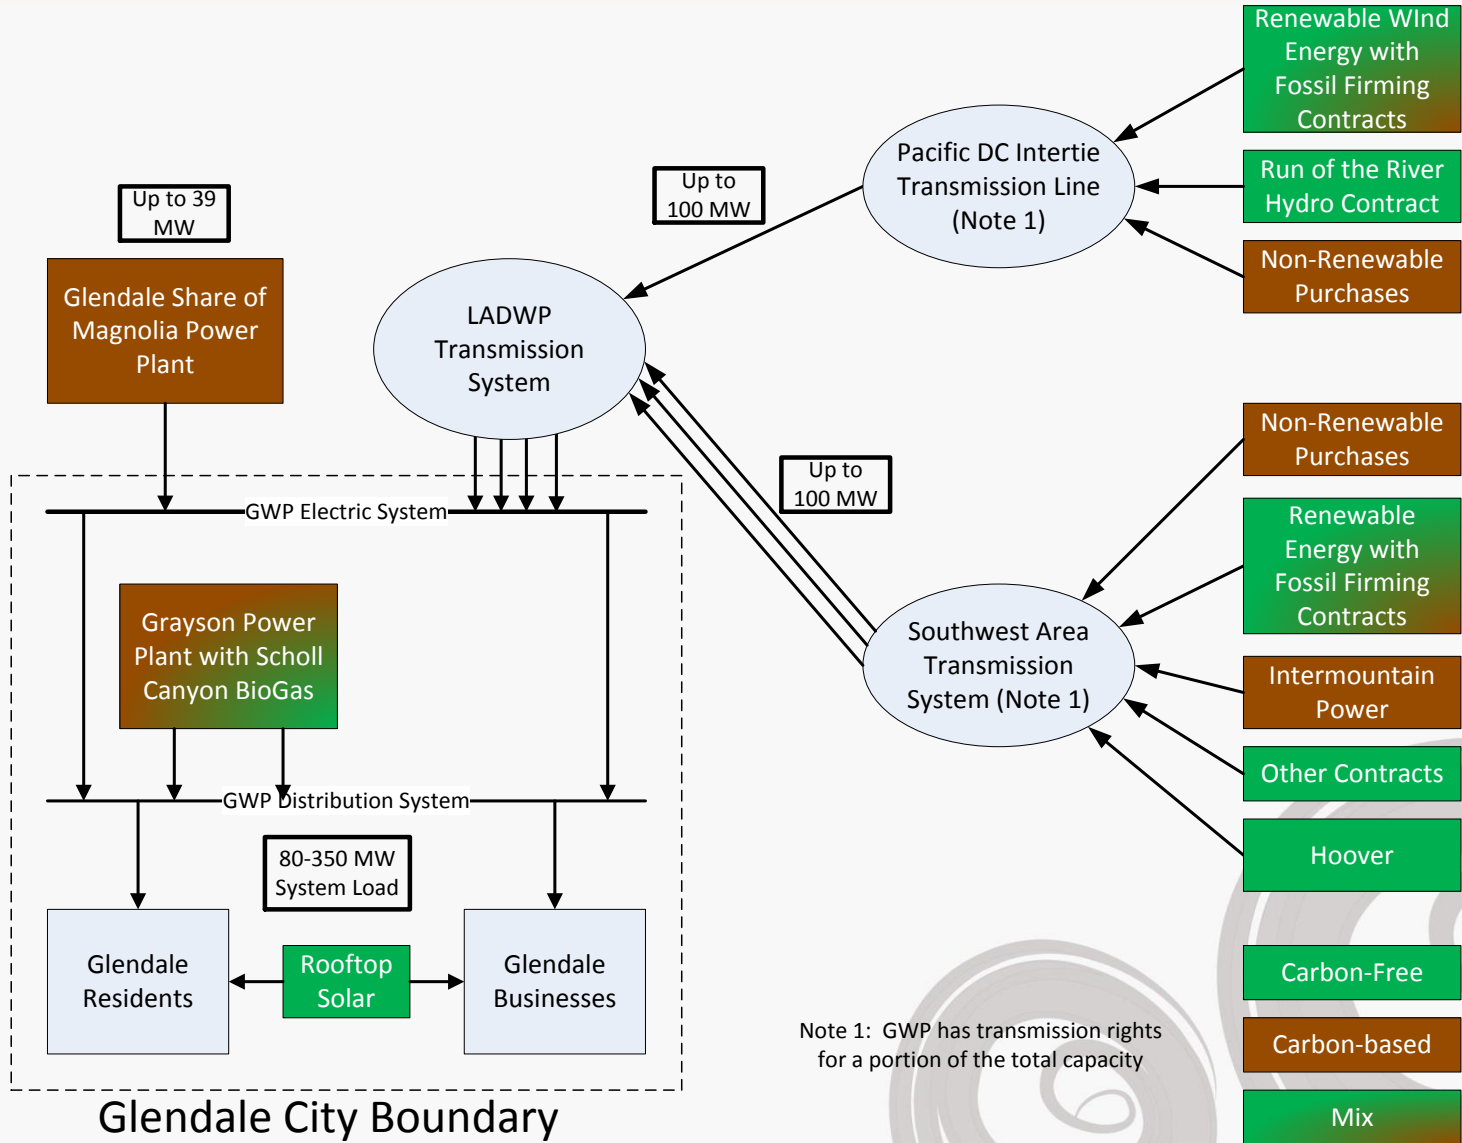 Renewable WInd
Energy with
Fossil Firming
Contracts
Pacific DC Intertie
Transmission Line
(Note 1)
Run of the River
Hydro Contract
Non-Renewable
Purchases
Up to
100 MW
Up to 39
MW
Glendale Share of
Magnolia Power
Plant
LADWP
Transmission
System
Non-Renewable
Purchases
Up to
100 MW
Renewable
Energy with
Fossil Firming
Contracts
GWP Electric System
Grayson Power
Plant with Scholl
Canyon BioGas
Southwest Area
Transmission
System (Note 1)
Intermountain
Power
Other Contracts
Hoover
GWP Distribution System
80-350 MW
System Load
Glendale
Residents
Rooftop
Solar
Glendale
Businesses
Carbon-Free
Carbon-based
Mix
Note 1:  GWP has transmission rights
for a portion of the total capacity
Glendale City Boundary